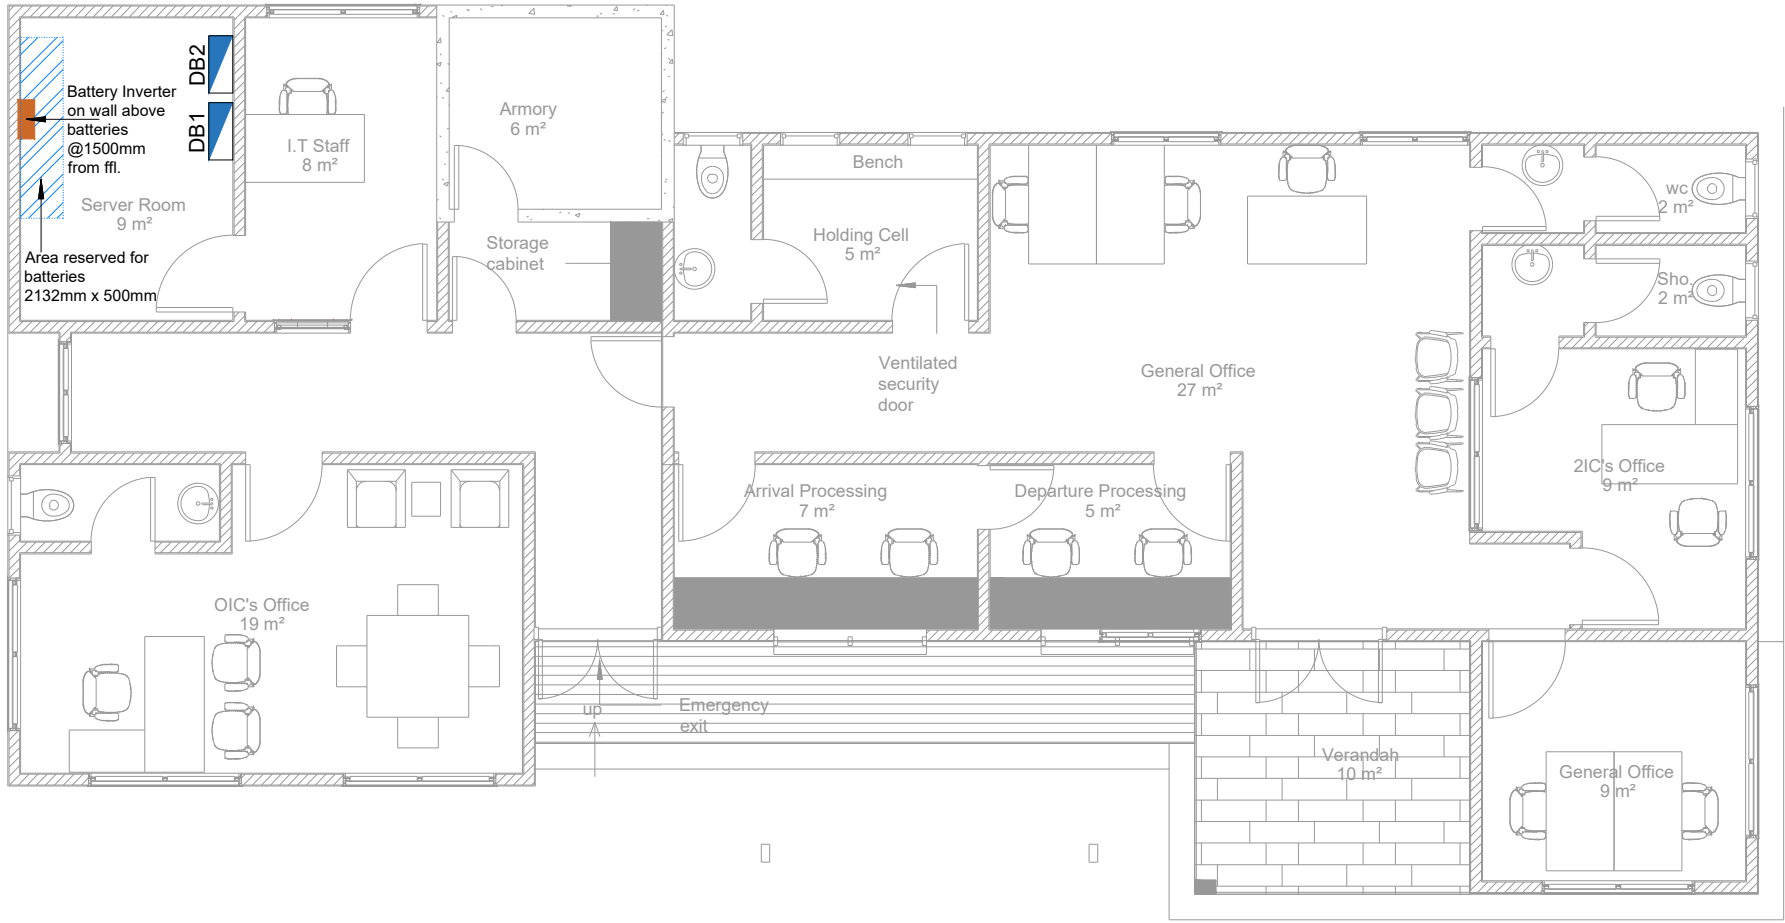 DB2
DB1
Battery Inverter
on wall above
batteries
@1500mm
from ffl.
Server Room
9 m²
Area reserved for
batteries
2132mm x 500mm
I.T Staff
8 m²
Armory
6 m²
Storage
cabinet
Bench
Holding Cell
5 m²
Ventilated
security
door
General Office
27 m²
wc
2 m²
Sho.
2 m²
2IC's Office
9 m²
Arrival Processing
7 m²
Departure Processing
5 m²
OIC's Office
19 m²
up
Emergency
exit
Verandah
10 m²
General Office
9 m²